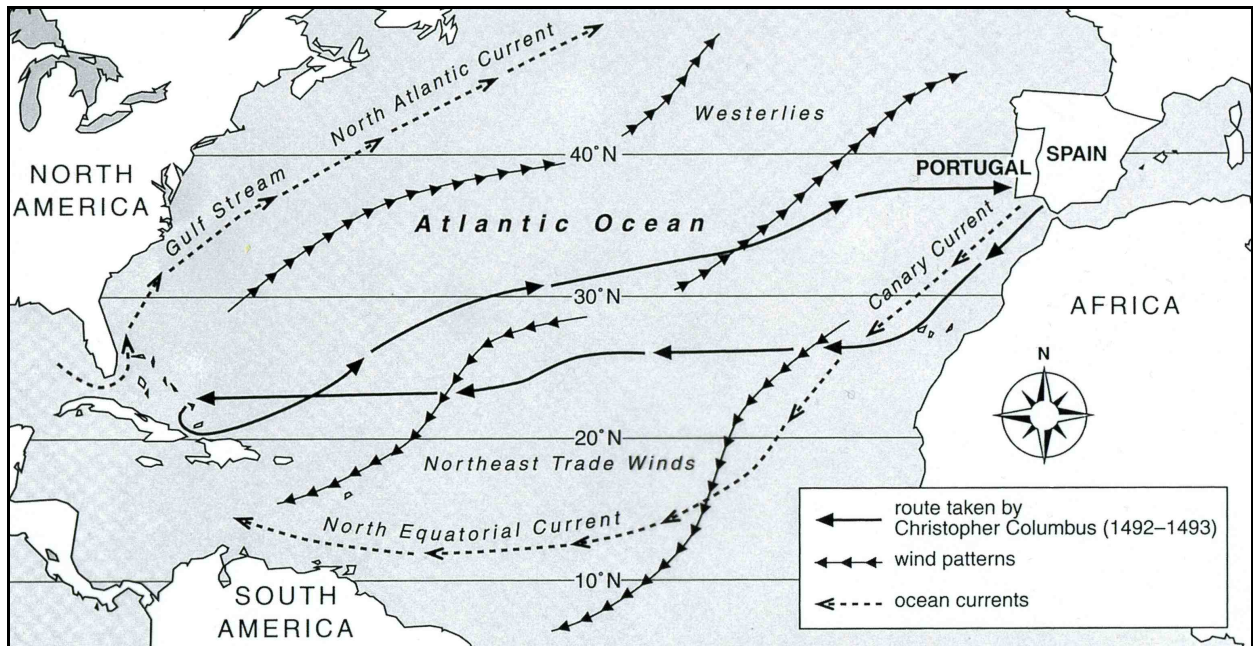 North Atlantic Current
Westerlies
40°N
PORTUGAL
SPAIN
NORTH
AMERICA
Gulf Stream
Atlantic Ocean
Canary Current
30°N
AFRICA
N
20°N
Northeast Trade Winds
North Equatorial Current
10°N
SOUTH
AMERICA
route taken by
Christopher Columbus (1492–1493)
wind patterns
ocean currents